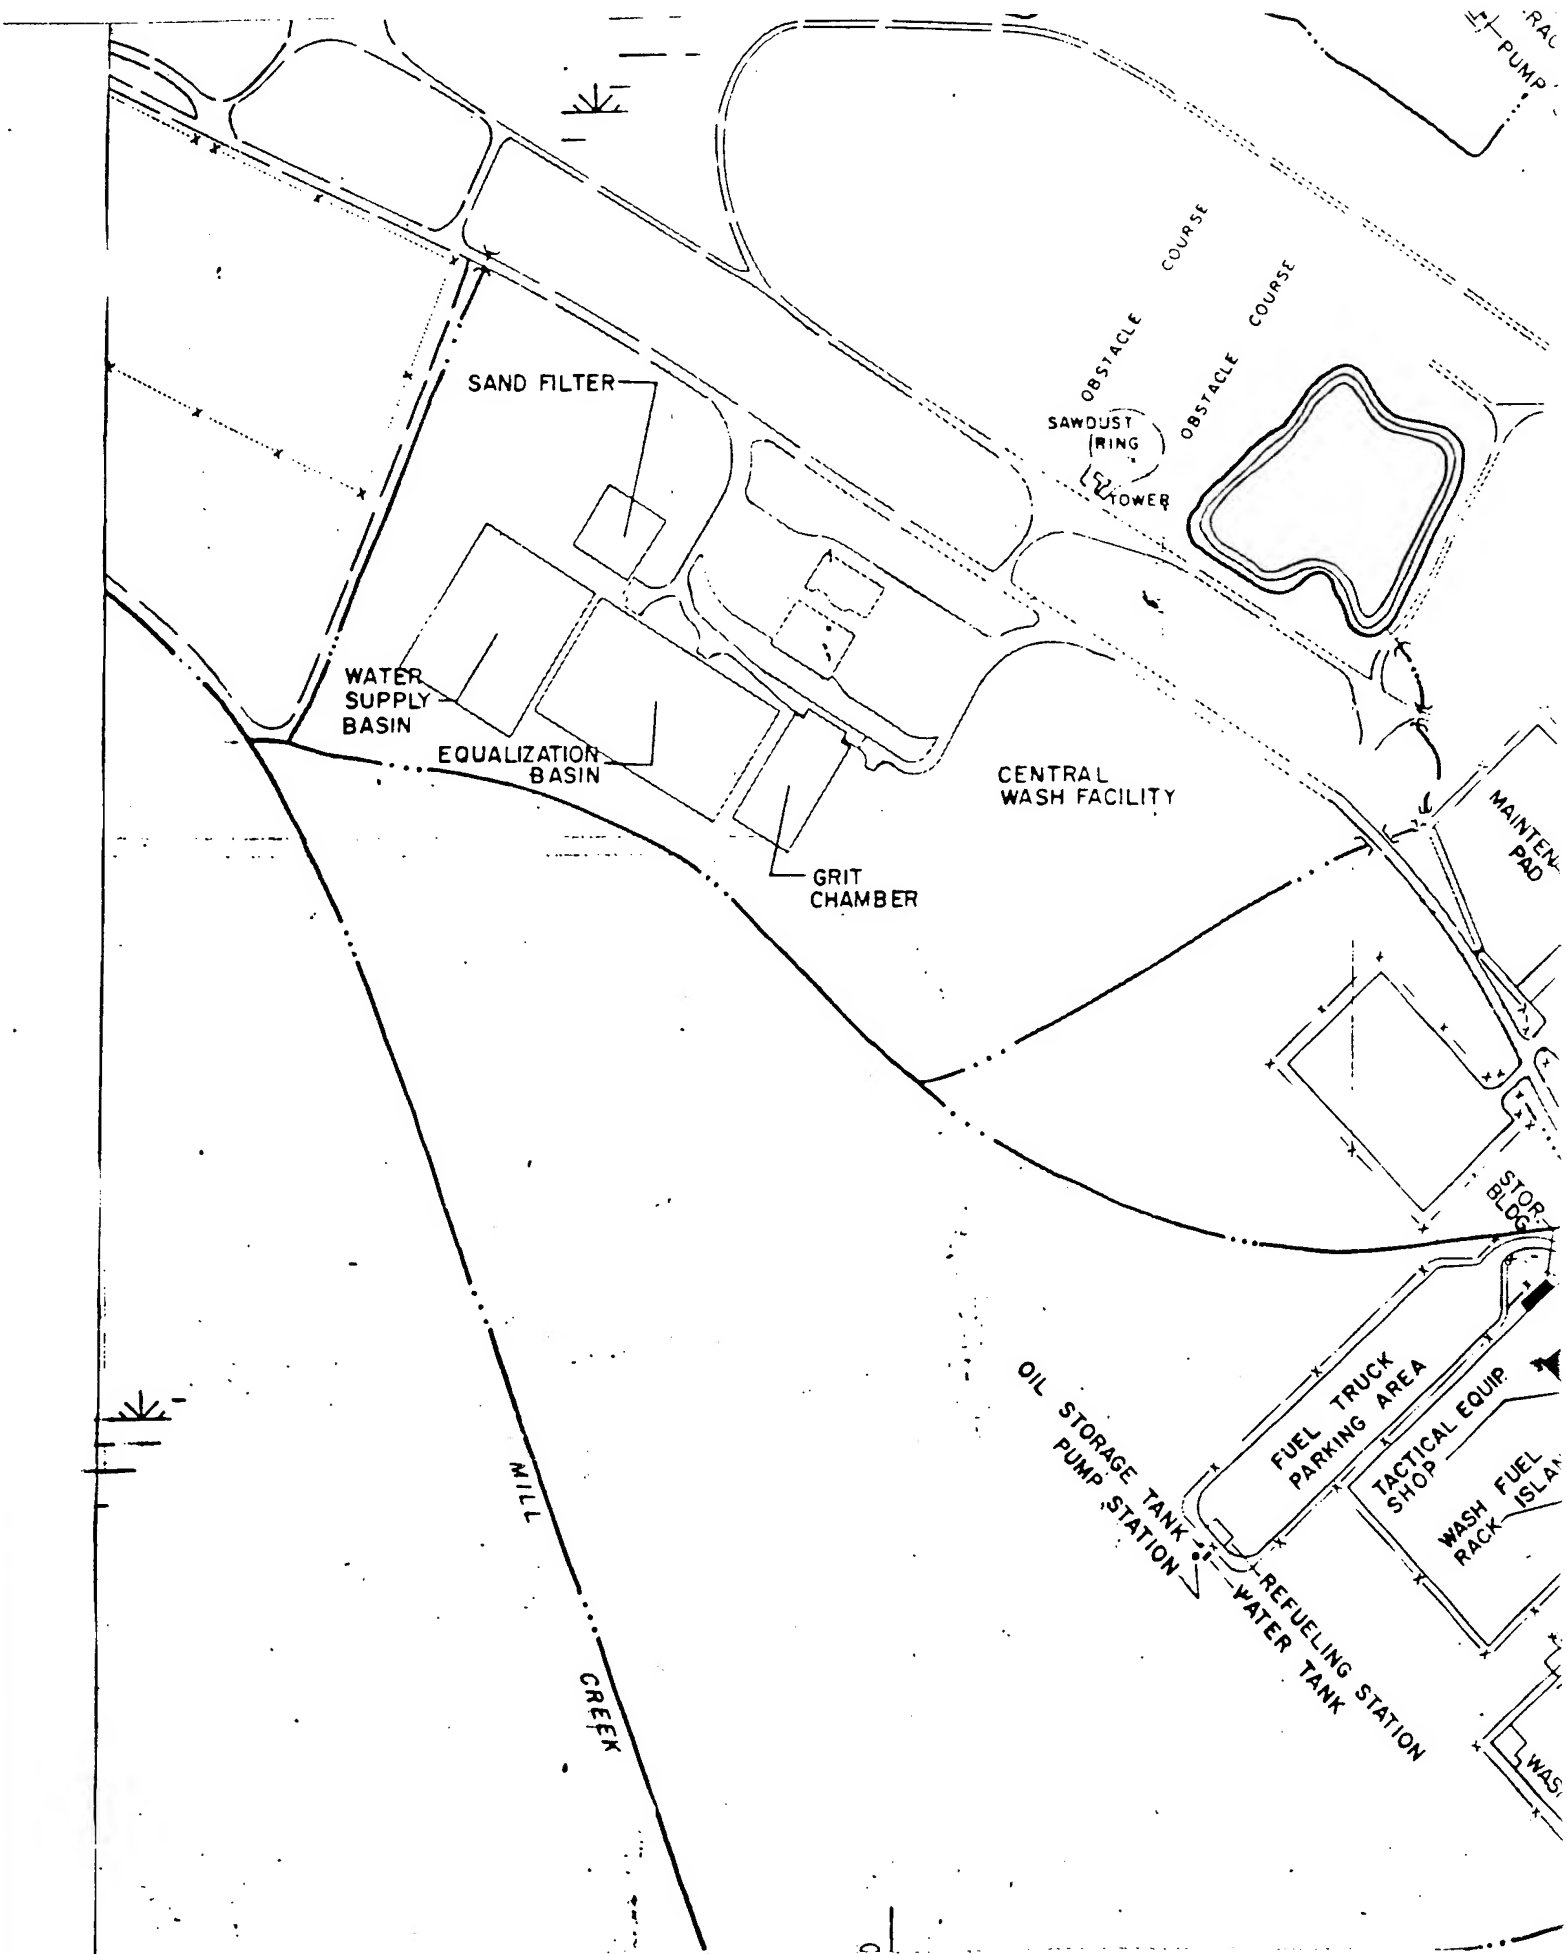 PUMP
OBSTACLE COURSE
OBSTACLE COURSE
SAND FILTER
SAWDUST
RING
TOWER
WATER
SUPPLY
BASIN
EQUALIZATION
BASIN
CENTRAL
WASH FACILITY
GRIT
CHAMBER
PAD
STOR.
BLDG
OIL STORAGE TANK
PUMP STATION
FUEL TRUCK
PARKING AREA
TACTICAL EQUIP.
SHOP
WASH
RACK
FUEL
REFUELING STATION
WATER TANK
MILL
CREEK